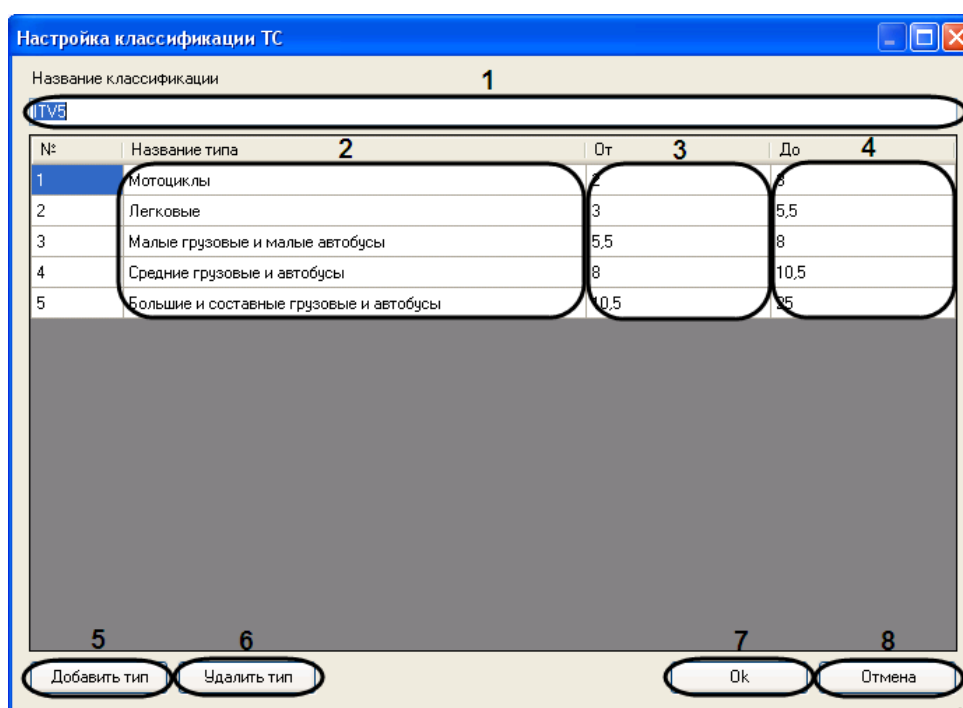 Настройка классификации ТС
Название классификации 1
ITV5
№ Название типа 2 От 3 До 4
1 Мотоциклы 2 3
2 Легковые 3 5,5
3 Малые грузовые и малые автобусы 5,5 8
4 Средние грузовые и автобусы 8 10,5
5 Большие и составные грузовые и автобусы 10,5 25
5 6 7 8
Добавить тип Удалить тип Ok Отмена